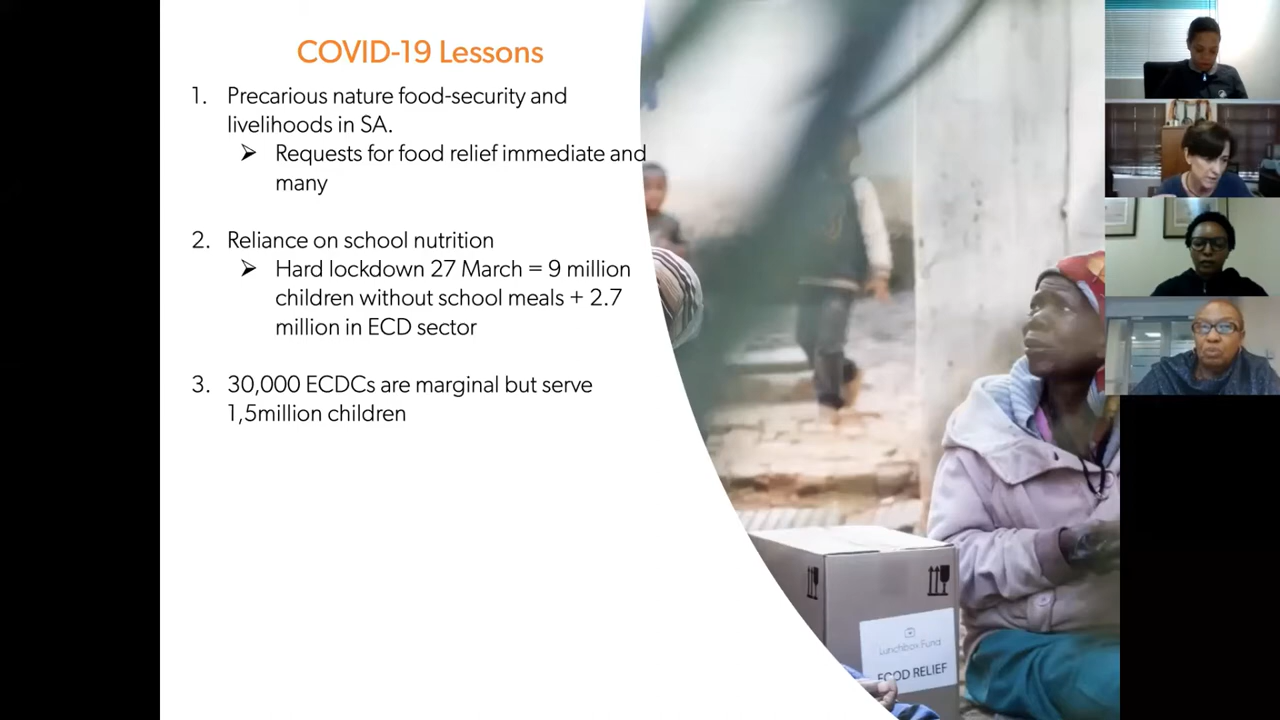 COVID-19 Lessons
1. Precarious nature food-security and
livelihoods in SA.
➢ Requests for food relief immediate and
many
2. Reliance on school nutrition
➢ Hard lockdown 27 March = 9 million
children without school meals + 2.7
million in ECD sector
3. 30,000 ECDCs are marginal but serve
1,5million children
Lunchbox Fund
FOOD RELIEF